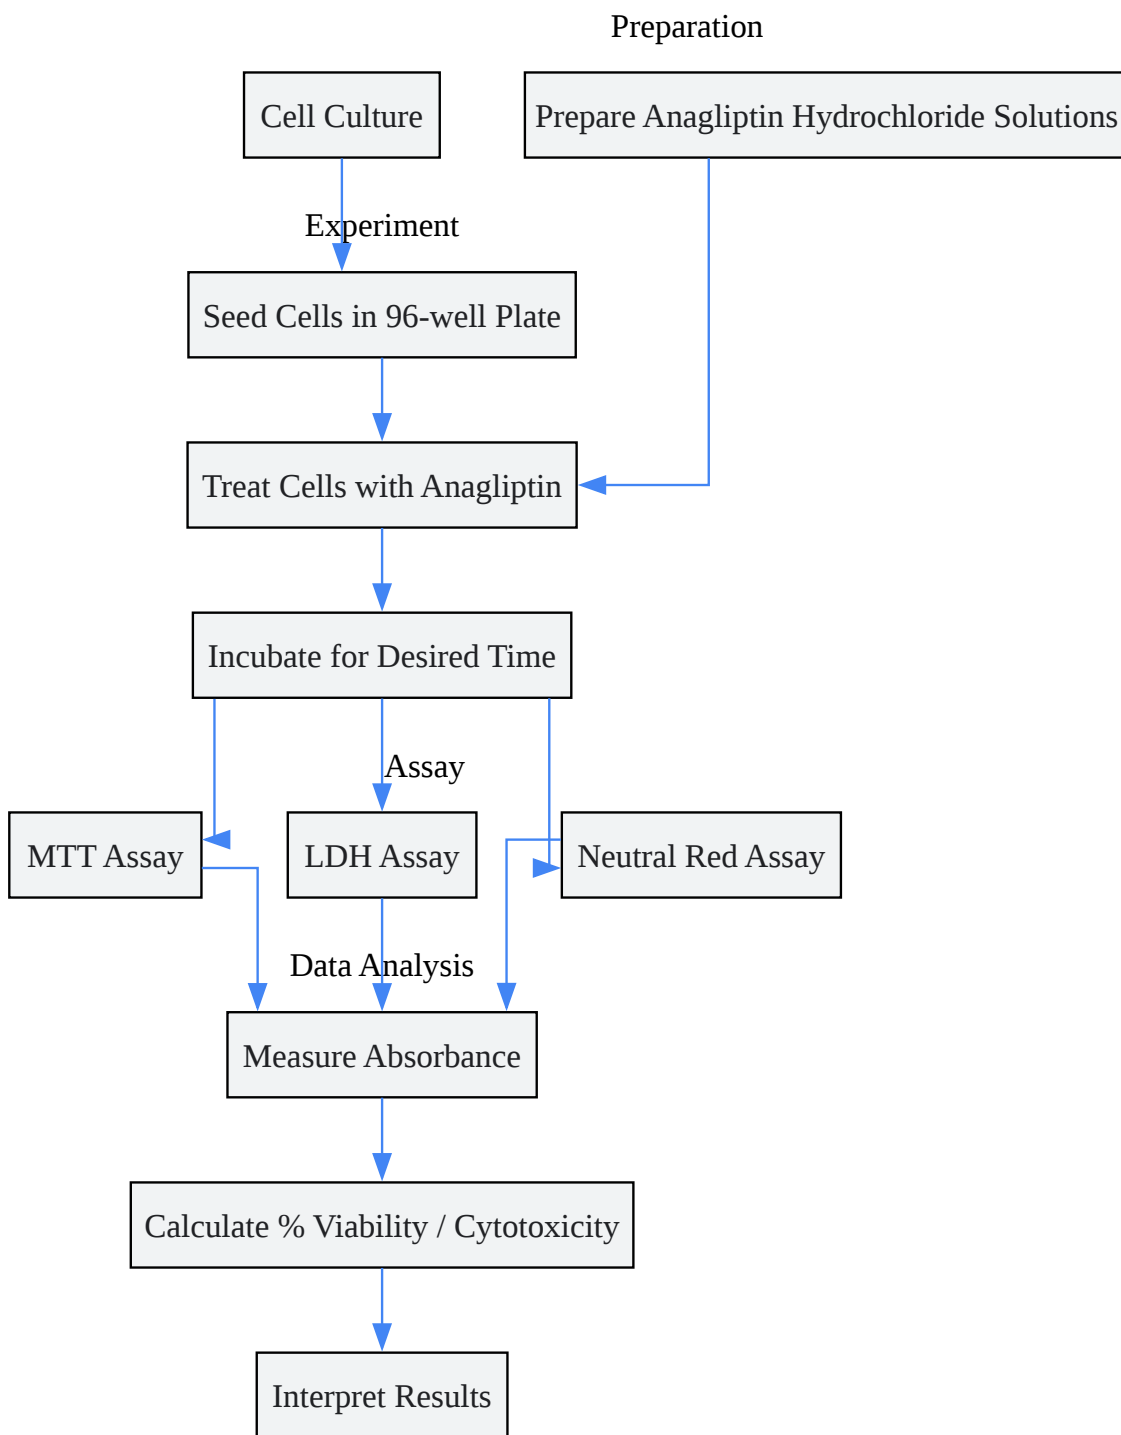 Preparation
Cell Culture
Prepare Anagliptin Hydrochloride Solutions
Experiment
Seed Cells in 96-well Plate
Treat Cells with Anagliptin
Incubate for Desired Time
Assay
MTT Assay
LDH Assay
Neutral Red Assay
Data Analysis
Measure Absorbance
Calculate % Viability / Cytotoxicity
Interpret Results